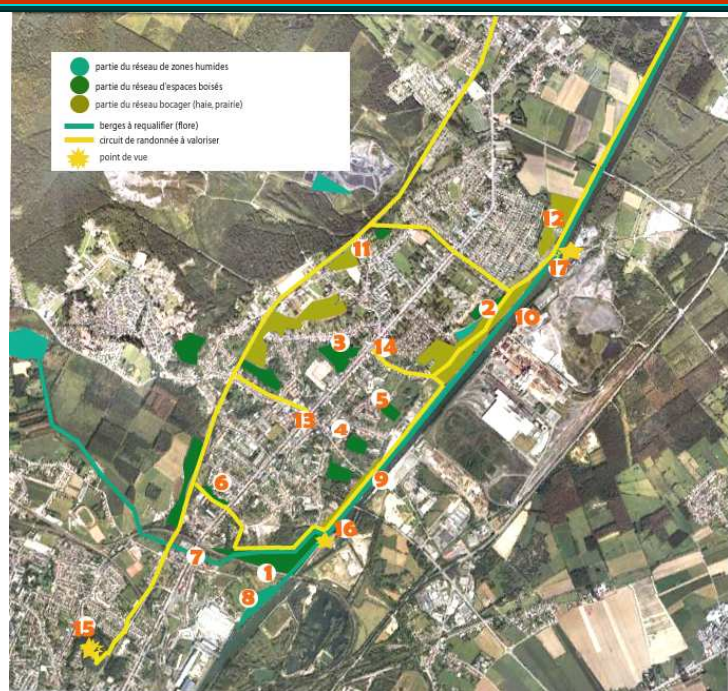 partie du réseau de zones humides
partie du réseau d'espaces boisés
partie du réseau bocager (haie, prairie)
berges à requalifier (flore)
circuit de randonnée à valoriser
point de vue
12
11
17
2
10
3
14
5
13
4
9
6
16
7
1
8
15